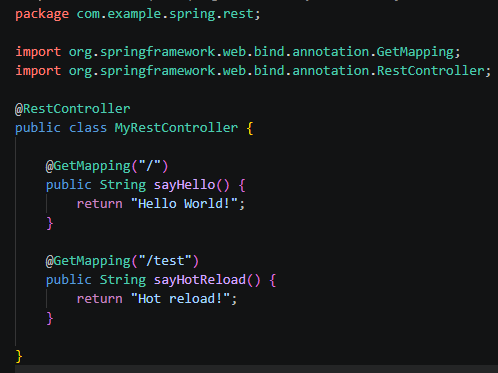 package com.example.spring.rest;
import org.springframework.web.bind.annotation.GetMapping;
import org.springframework.web.bind.annotation.RestController;
@RestController
public class MyRestController {
@GetMapping("/")
public String sayHello() {
return "Hello World!";
}
@GetMapping("/test")
public String sayHotReload() {
return "Hot reload!";
}
}